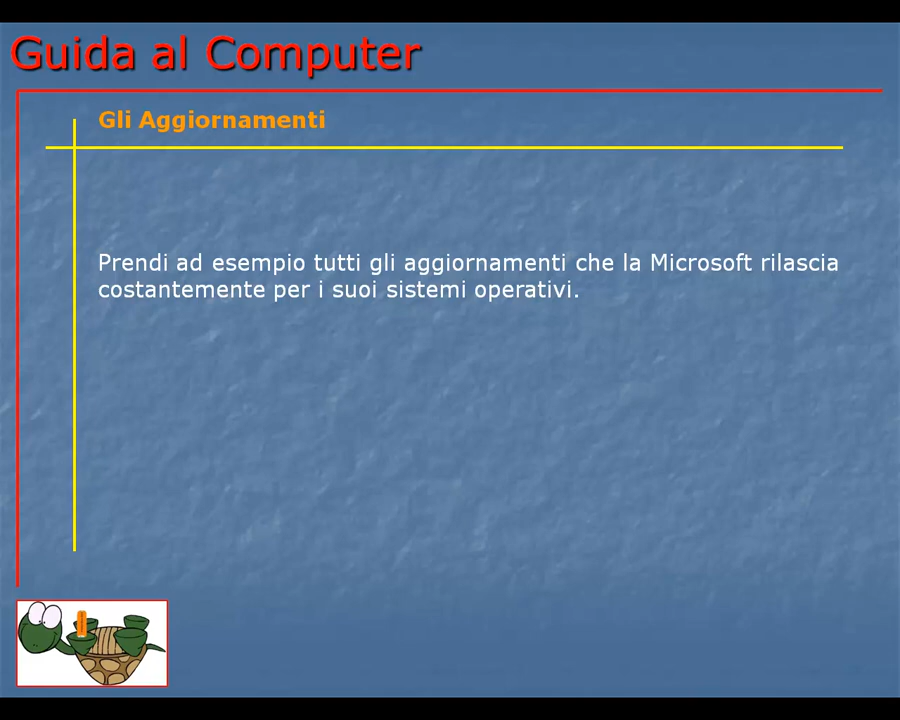 Guida al Computer
Gli Aggiornamenti
Prendi ad esempio tutti gli aggiornamenti che la Microsoft rilascia
costantemente per i suoi sistemi operativi.